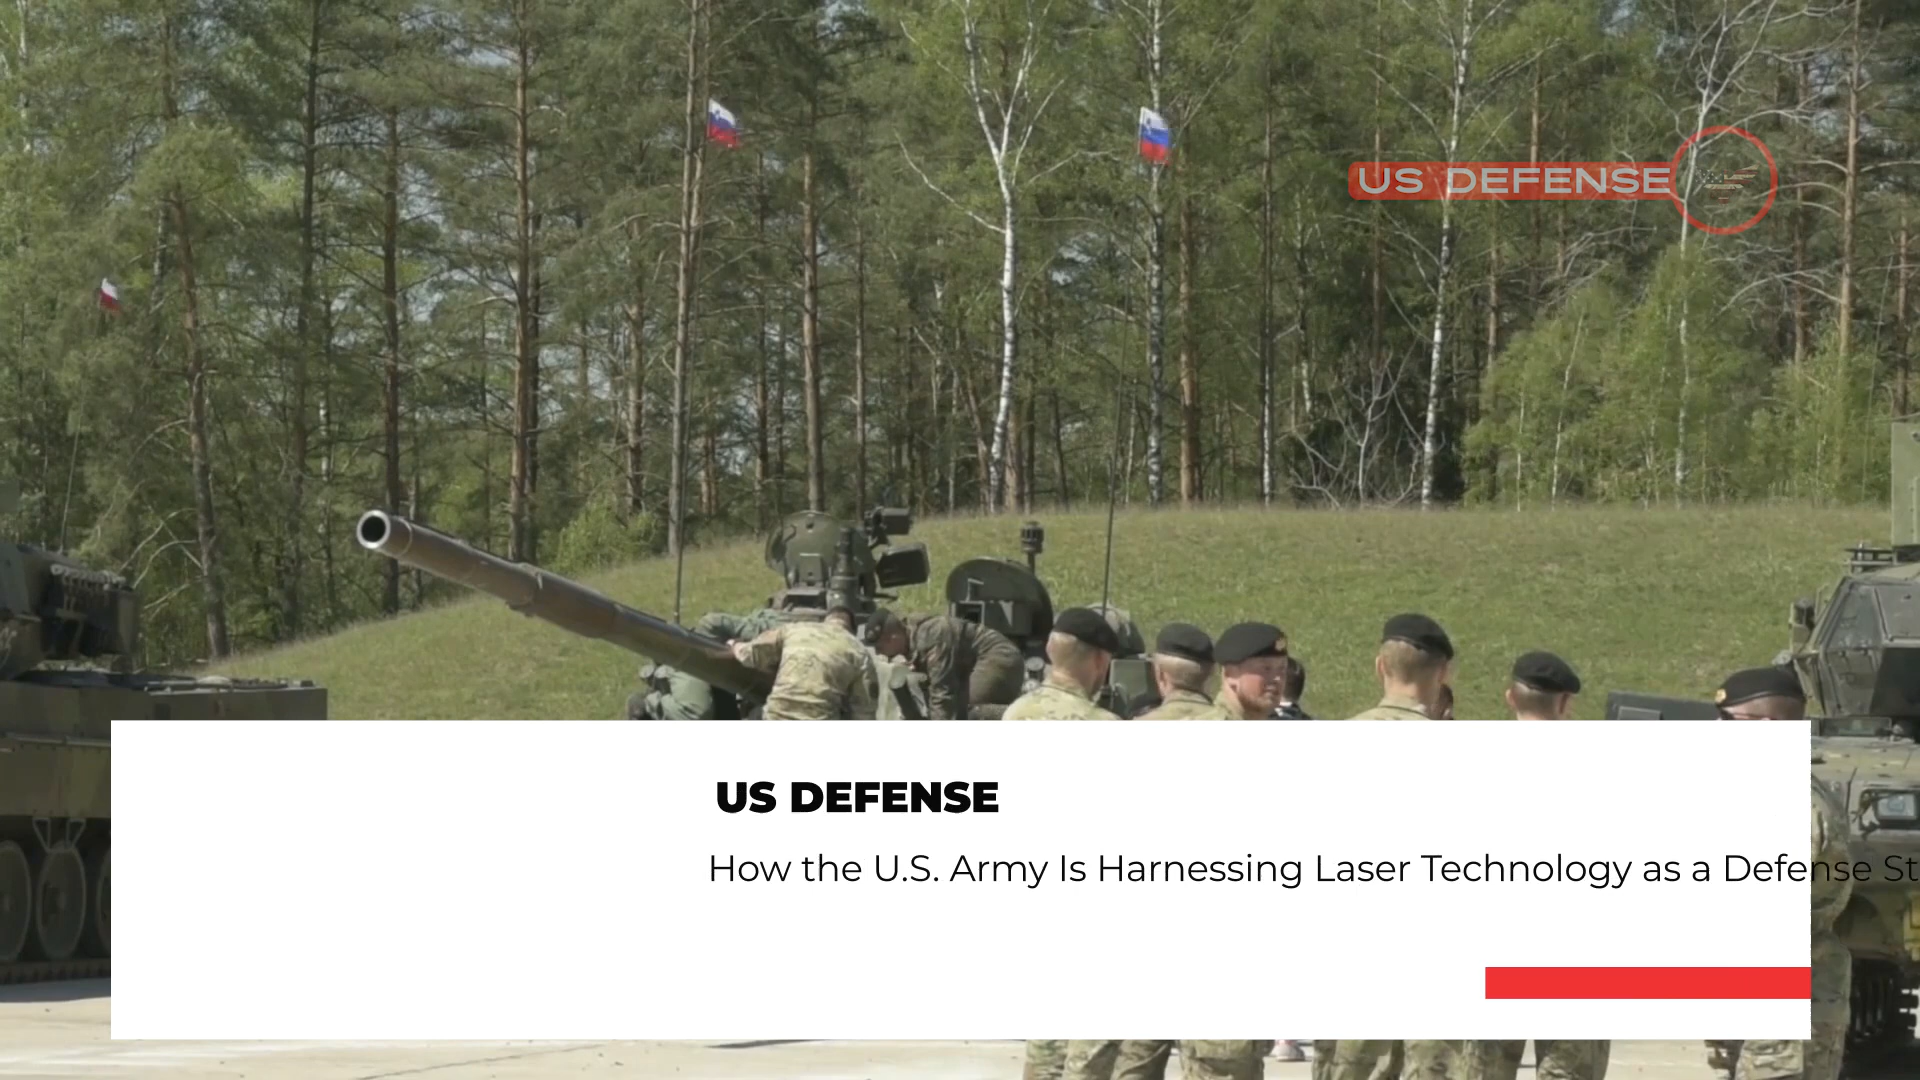 US DEFENSE
US DEFENSE
How the U.S. Army Is Harnessing Laser Technology as a Defense St